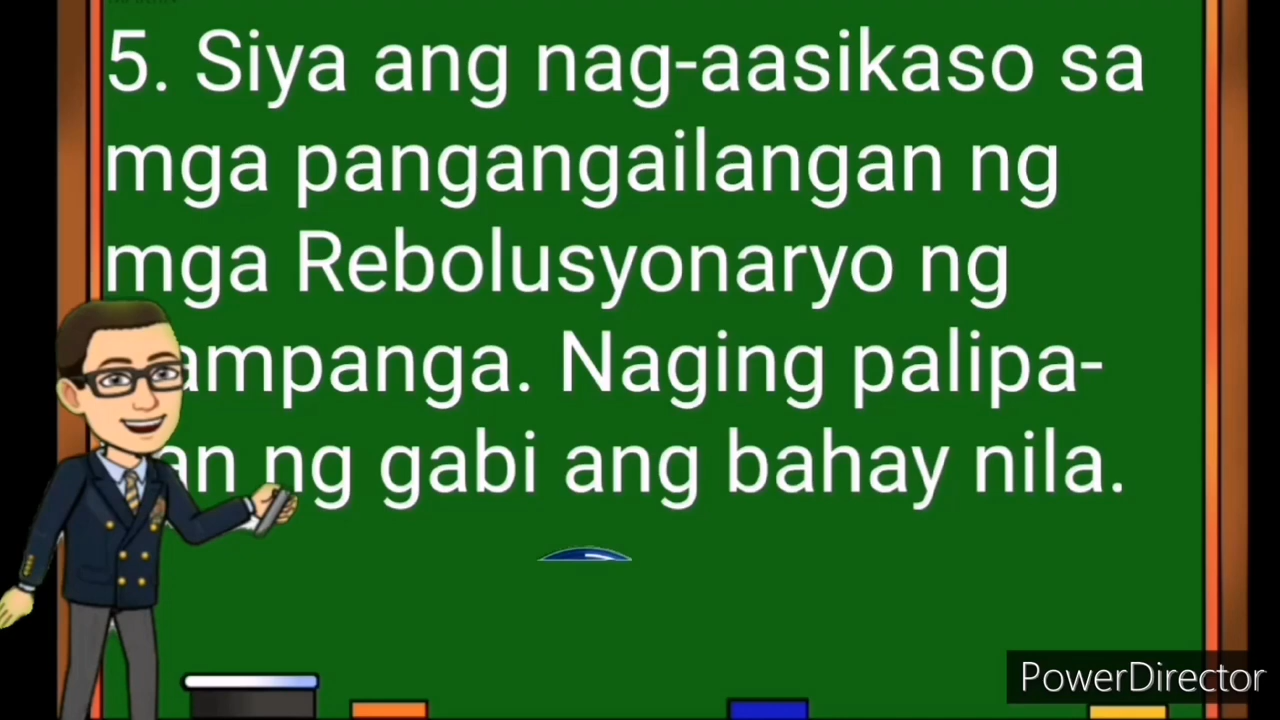 5. Siya ang nag-aasikaso sa
mga pangangailangan ng
mga Rebolusyonaryo ng
ampanga. Naging palipa-
an ng gabi ang bahay nila.
PowerDirector